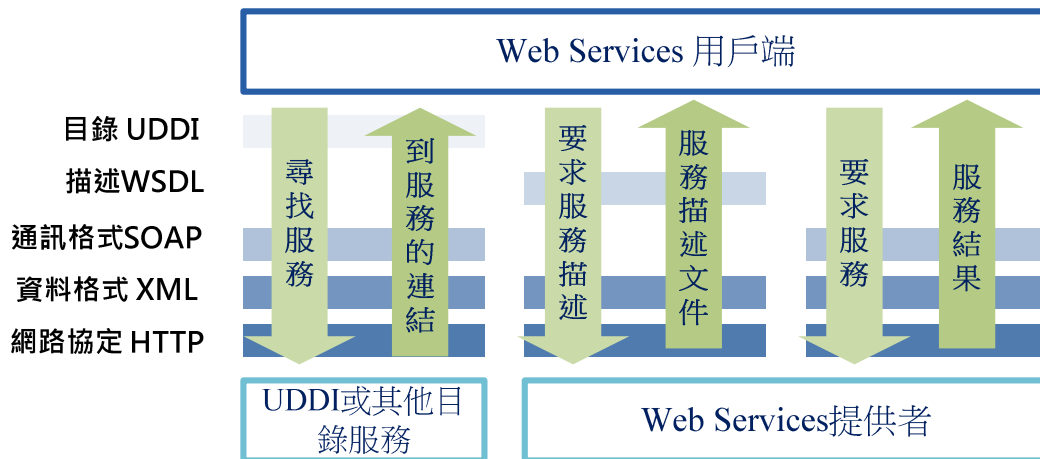 Web Services 用戶端
目錄 UDDI
描述WSDL
通訊格式SOAP
資料格式 XML
網路協定 HTTP
尋找服務
到服務的連結
要求服務描述
服務描述文件
要求服務
服務結果
UDDI或其他目
錄服務
Web Services提供者